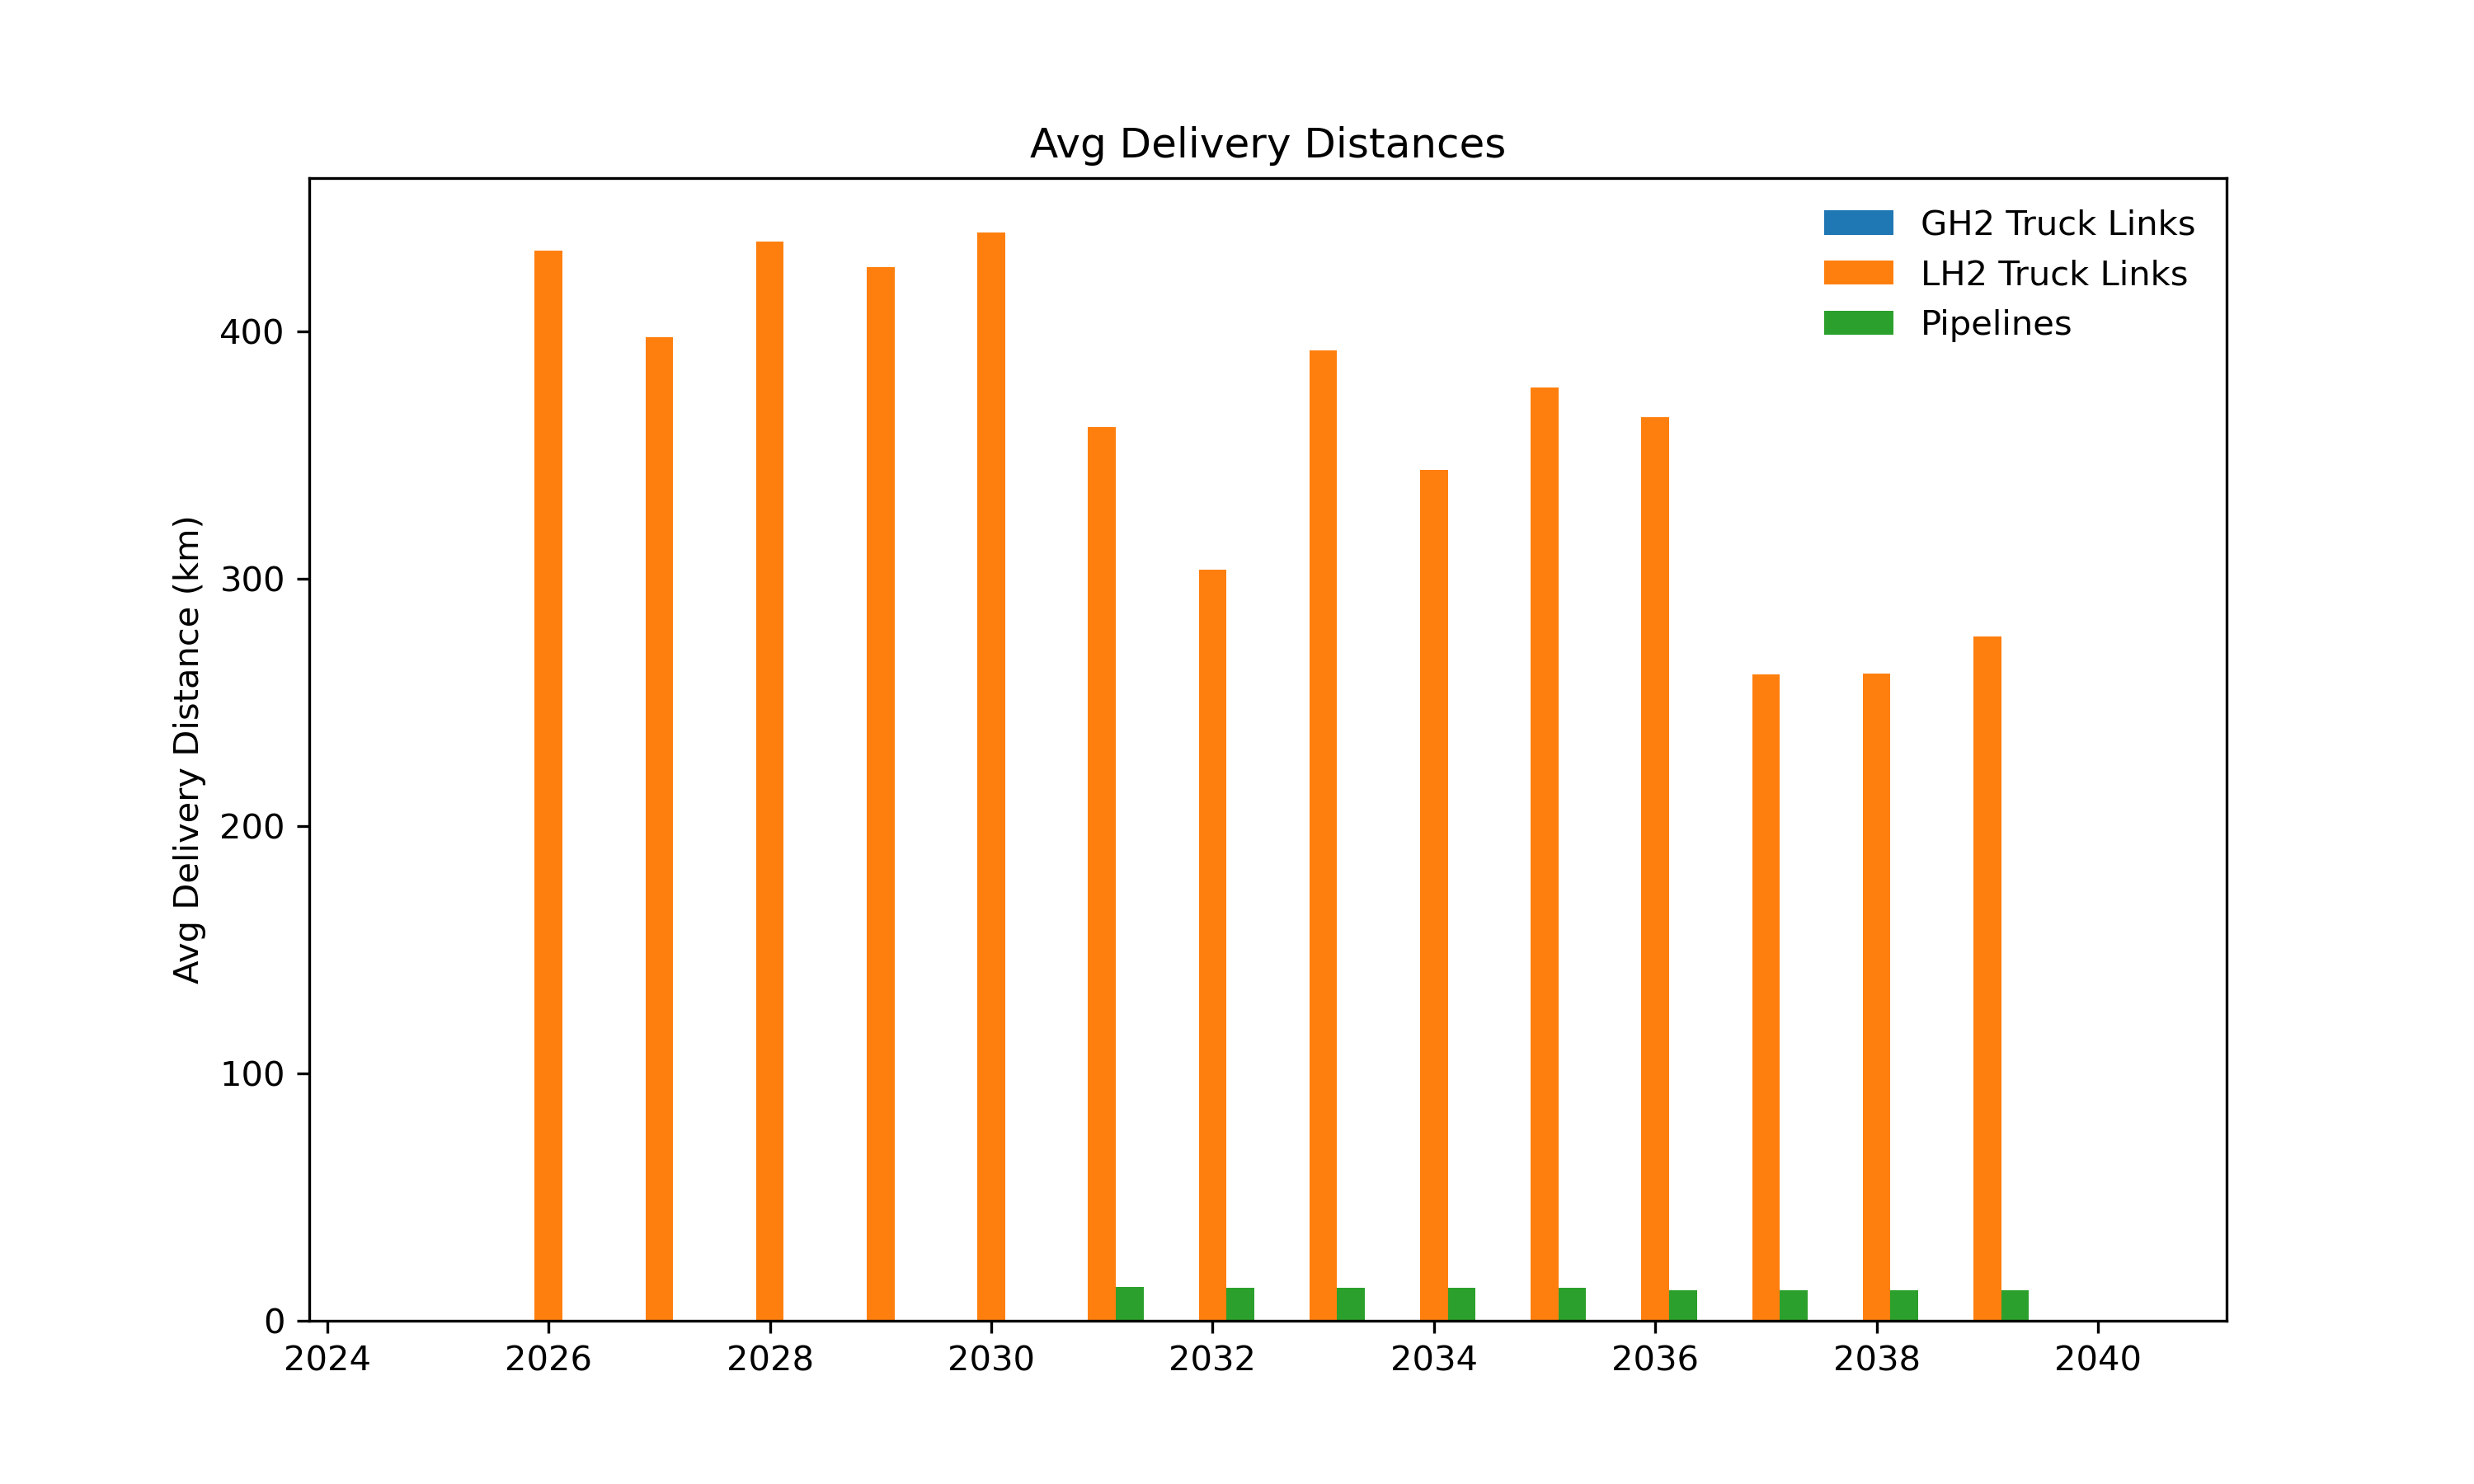 Avg Delivery Distances
GH2 Truck Links
LH2 Truck Links
Pipelines
Avg Delivery Distance (km)
400
300
200
100
0
2024 2026 2028 2030 2032 2034 2036 2038 2040